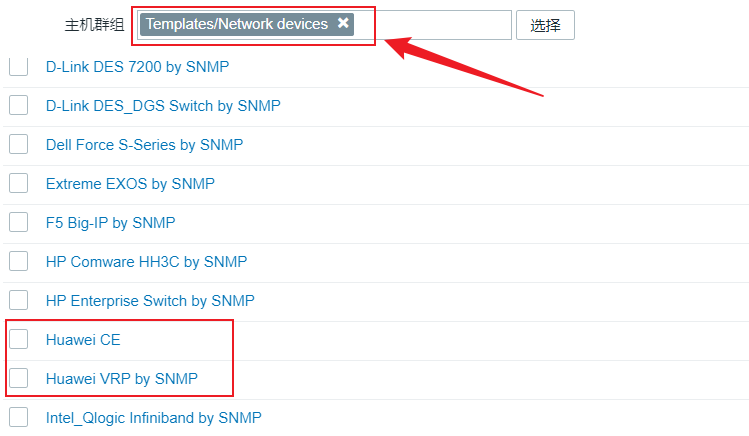 主机群组 Templates/Network devices 选择
D-Link DES 7200 by SNMP
D-Link DES_DGS Switch by SNMP
Dell Force S-Series by SNMP
Extreme EXOS by SNMP
F5 Big-IP by SNMP
HP Comware HH3C by SNMP
HP Enterprise Switch by SNMP
Huawei CE
Huawei VRP by SNMP
Intel_Qlogic Infiniband by SNMP